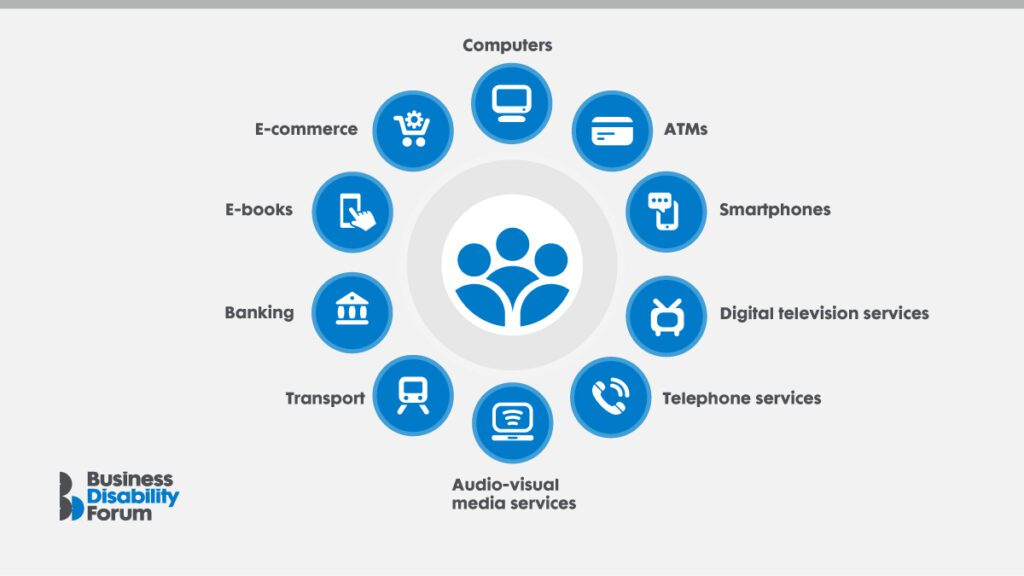 Computers
ATMs
Smartphones
Digital television services
Telephone services
Audio-visual
media services
Transport
Banking
E-books
E-commerce
Business
Disability
Forum